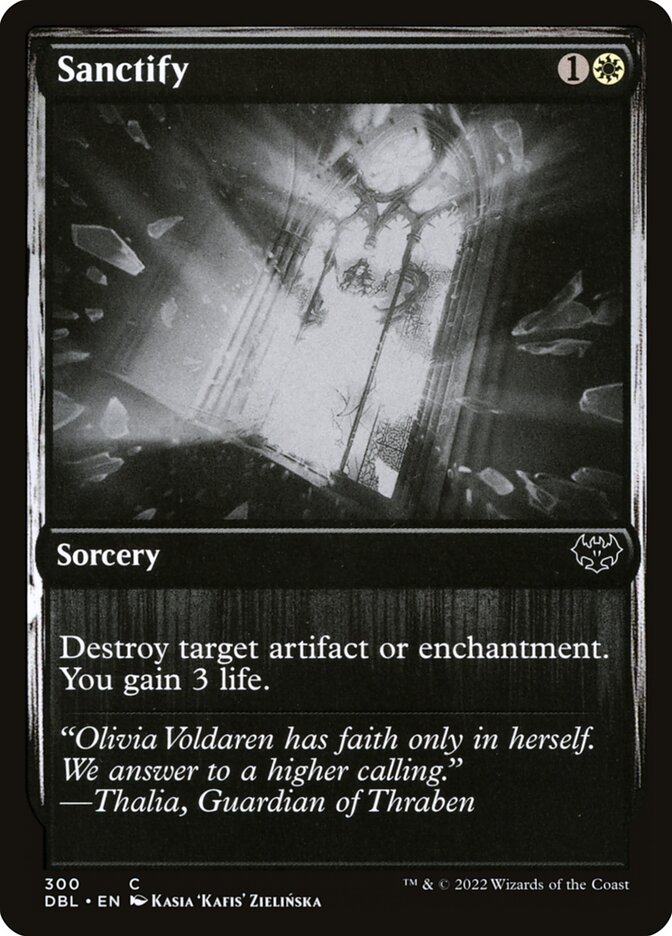 Sanctify 1
Sorcery
Destroy target artifact or enchantment.
You gain 3 life.
“Olivia Voldaren has faith only in herself.
We answer to a higher calling.”
—Thalia, Guardian of Thraben
300 C
DBL • EN Kasia ‘Kafis’ Zielińska
™ & © 2022 Wizards of the Coast